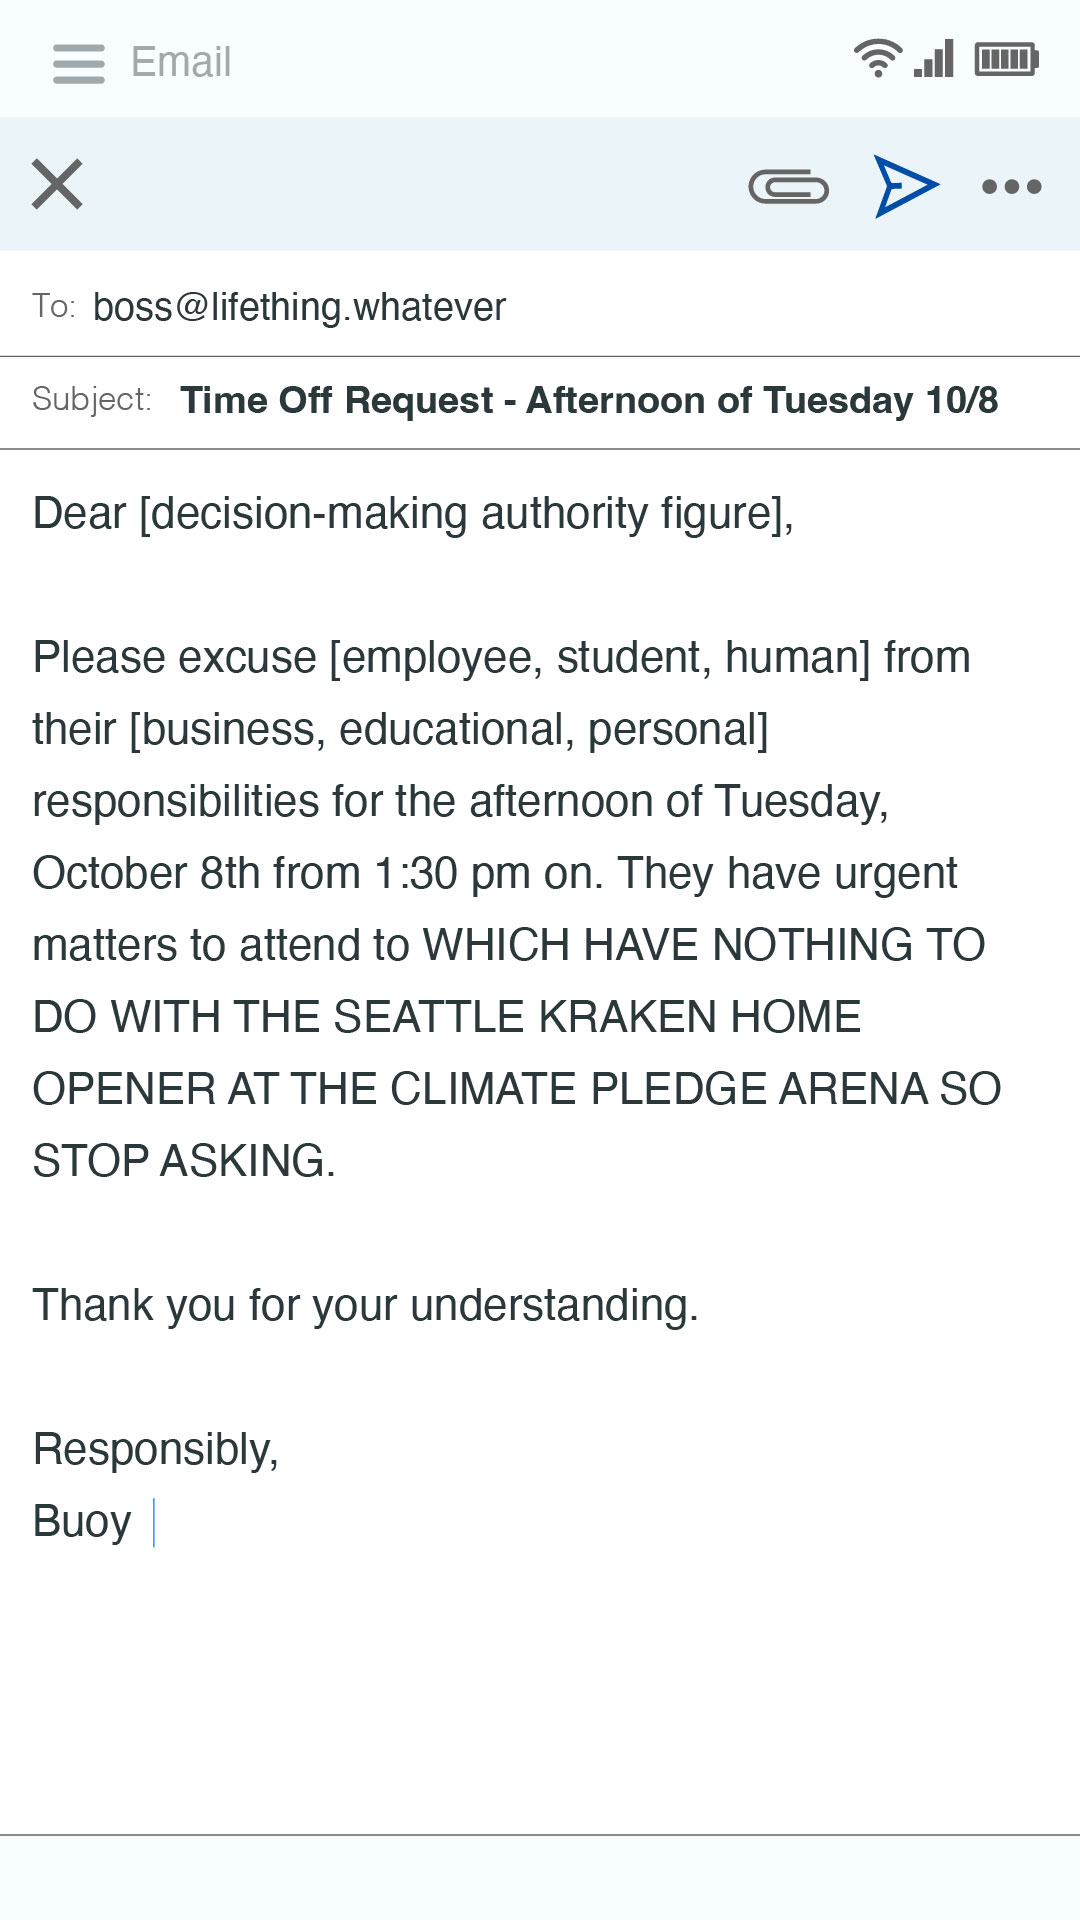 Email
To: boss@lifething.whatever
Subject: Time Off Request - Afternoon of Tuesday 10/8
Dear [decision-making authority figure],
Please excuse [employee, student, human] from
their [business, educational, personal]
responsibilities for the afternoon of Tuesday,
October 8th from 1:30 pm on. They have urgent
matters to attend to WHICH HAVE NOTHING TO
DO WITH THE SEATTLE KRAKEN HOME
OPENER AT THE CLIMATE PLEDGE ARENA SO
STOP ASKING.
Thank you for your understanding.
Responsibly,
Buoy